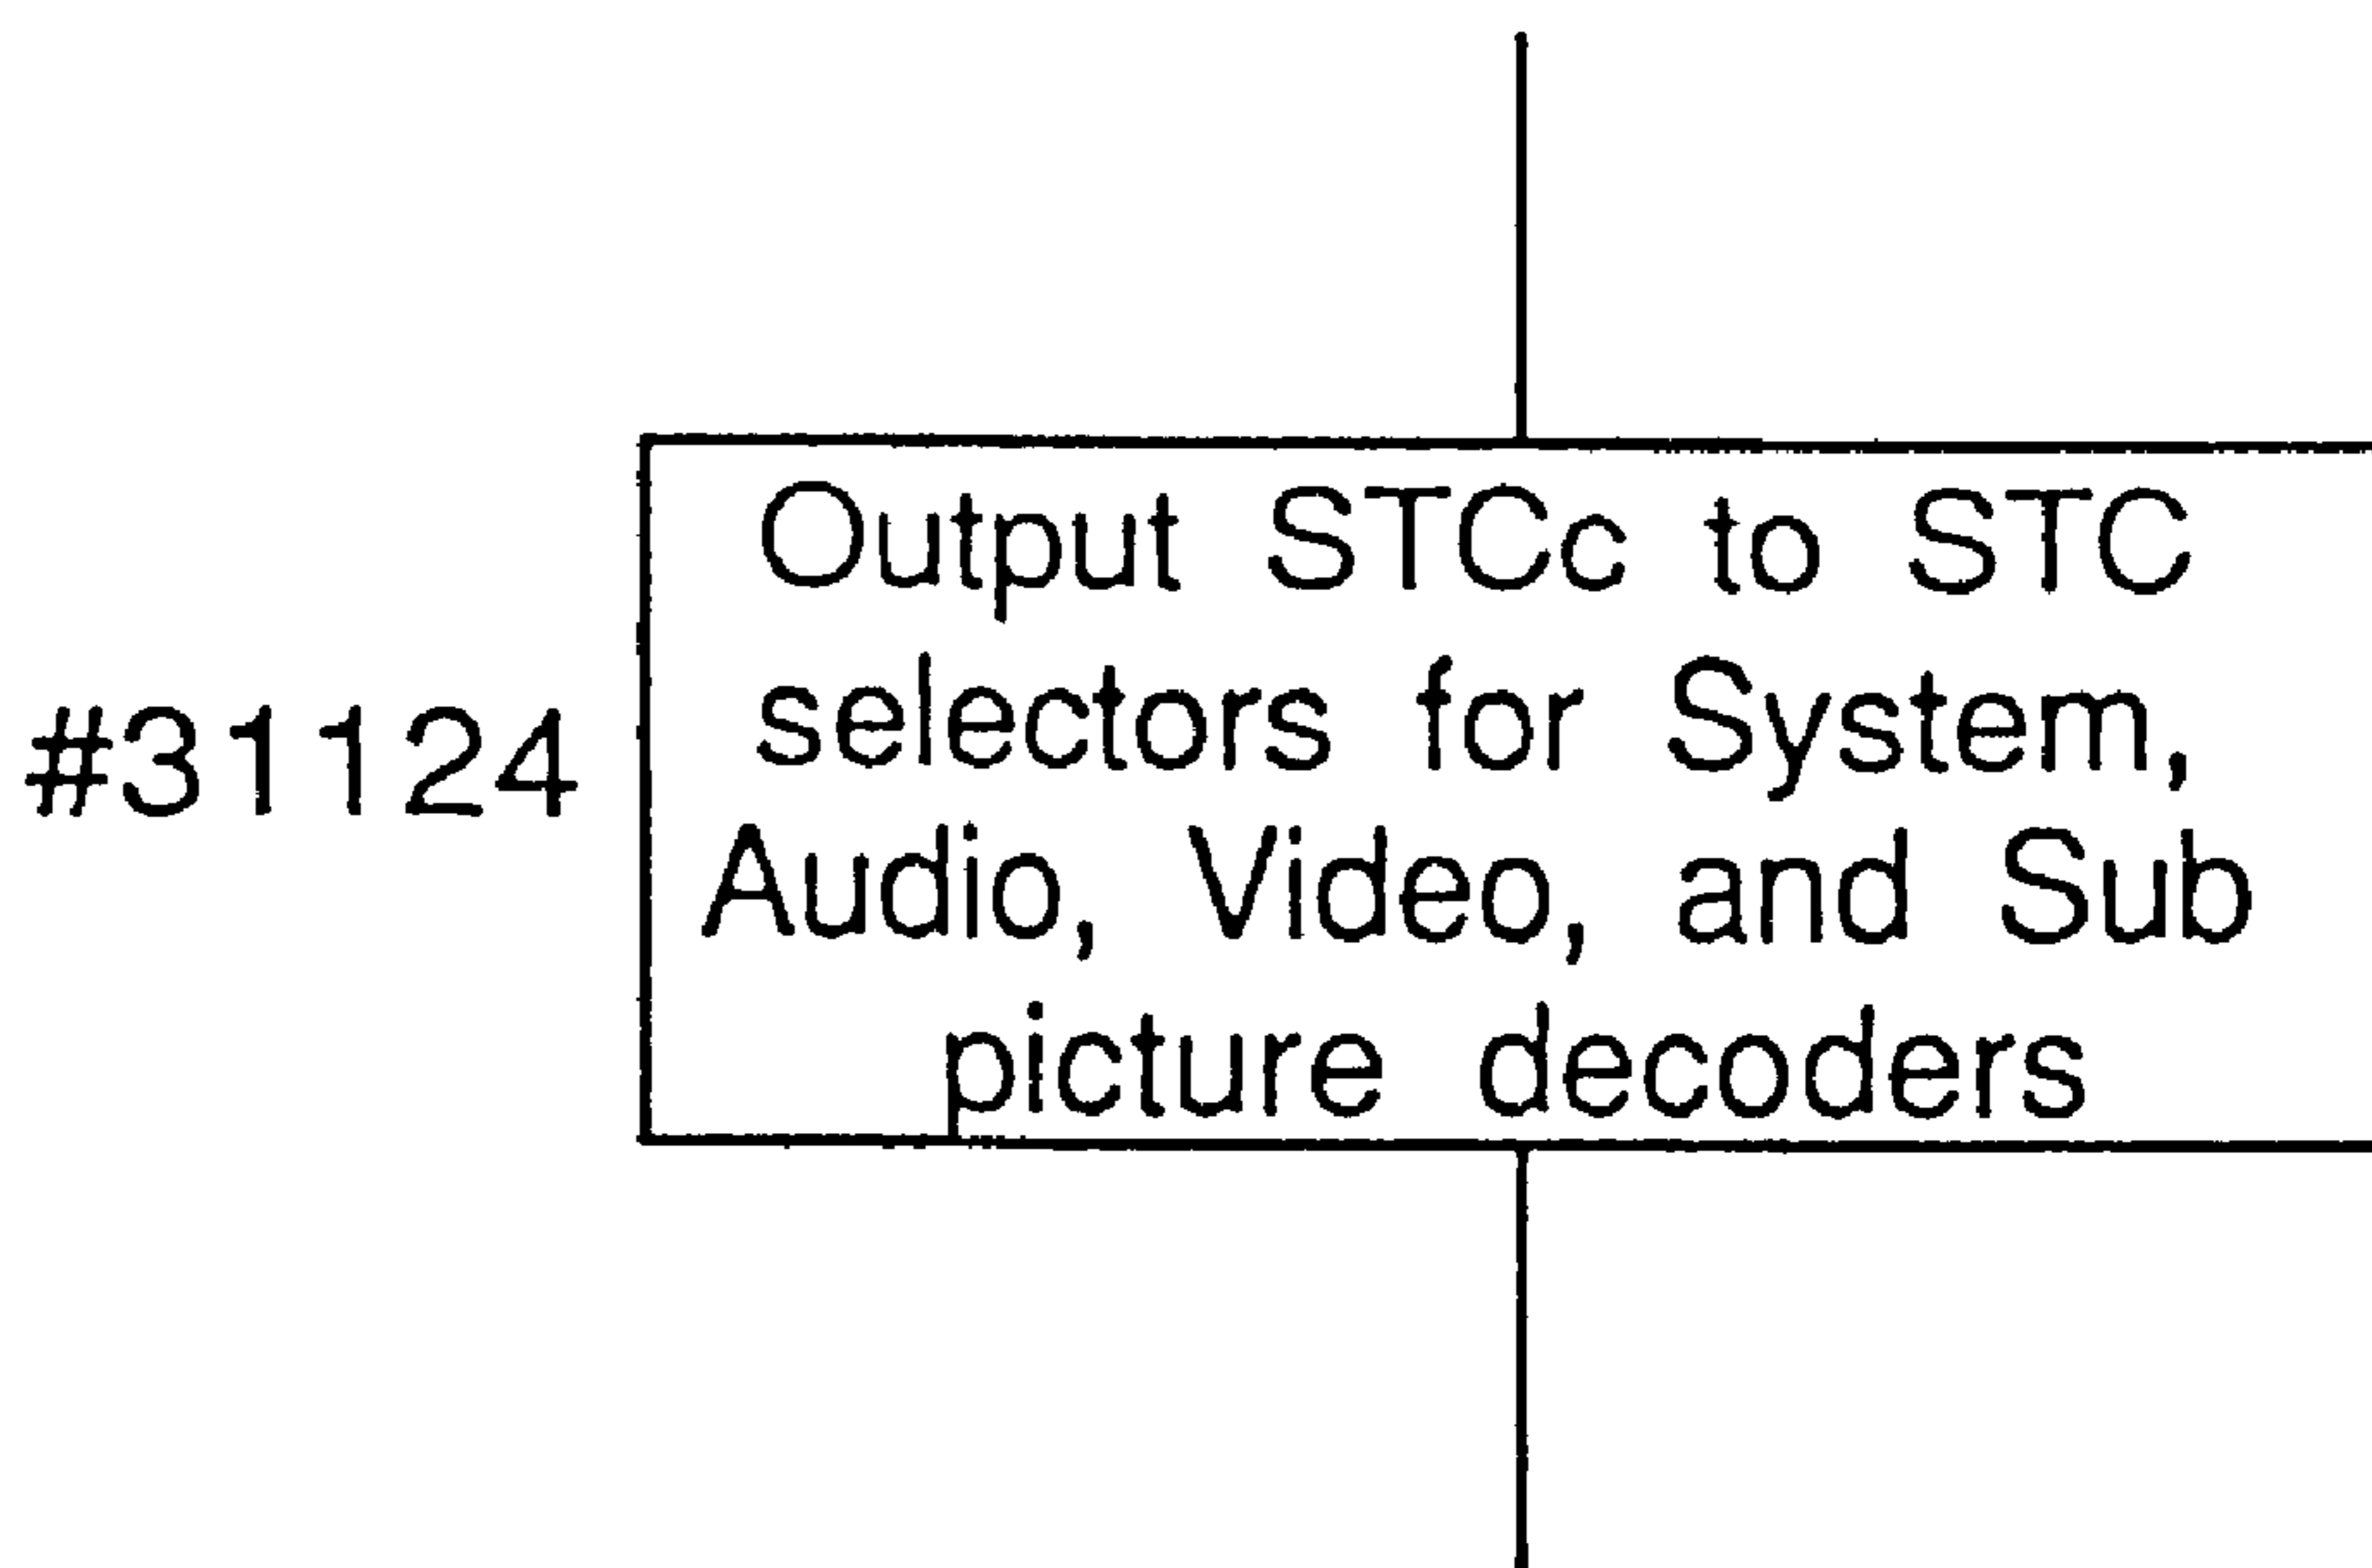 Output STCc to STC
selectors for System,
#31124
Audio, Video, and Sub
picture decoders